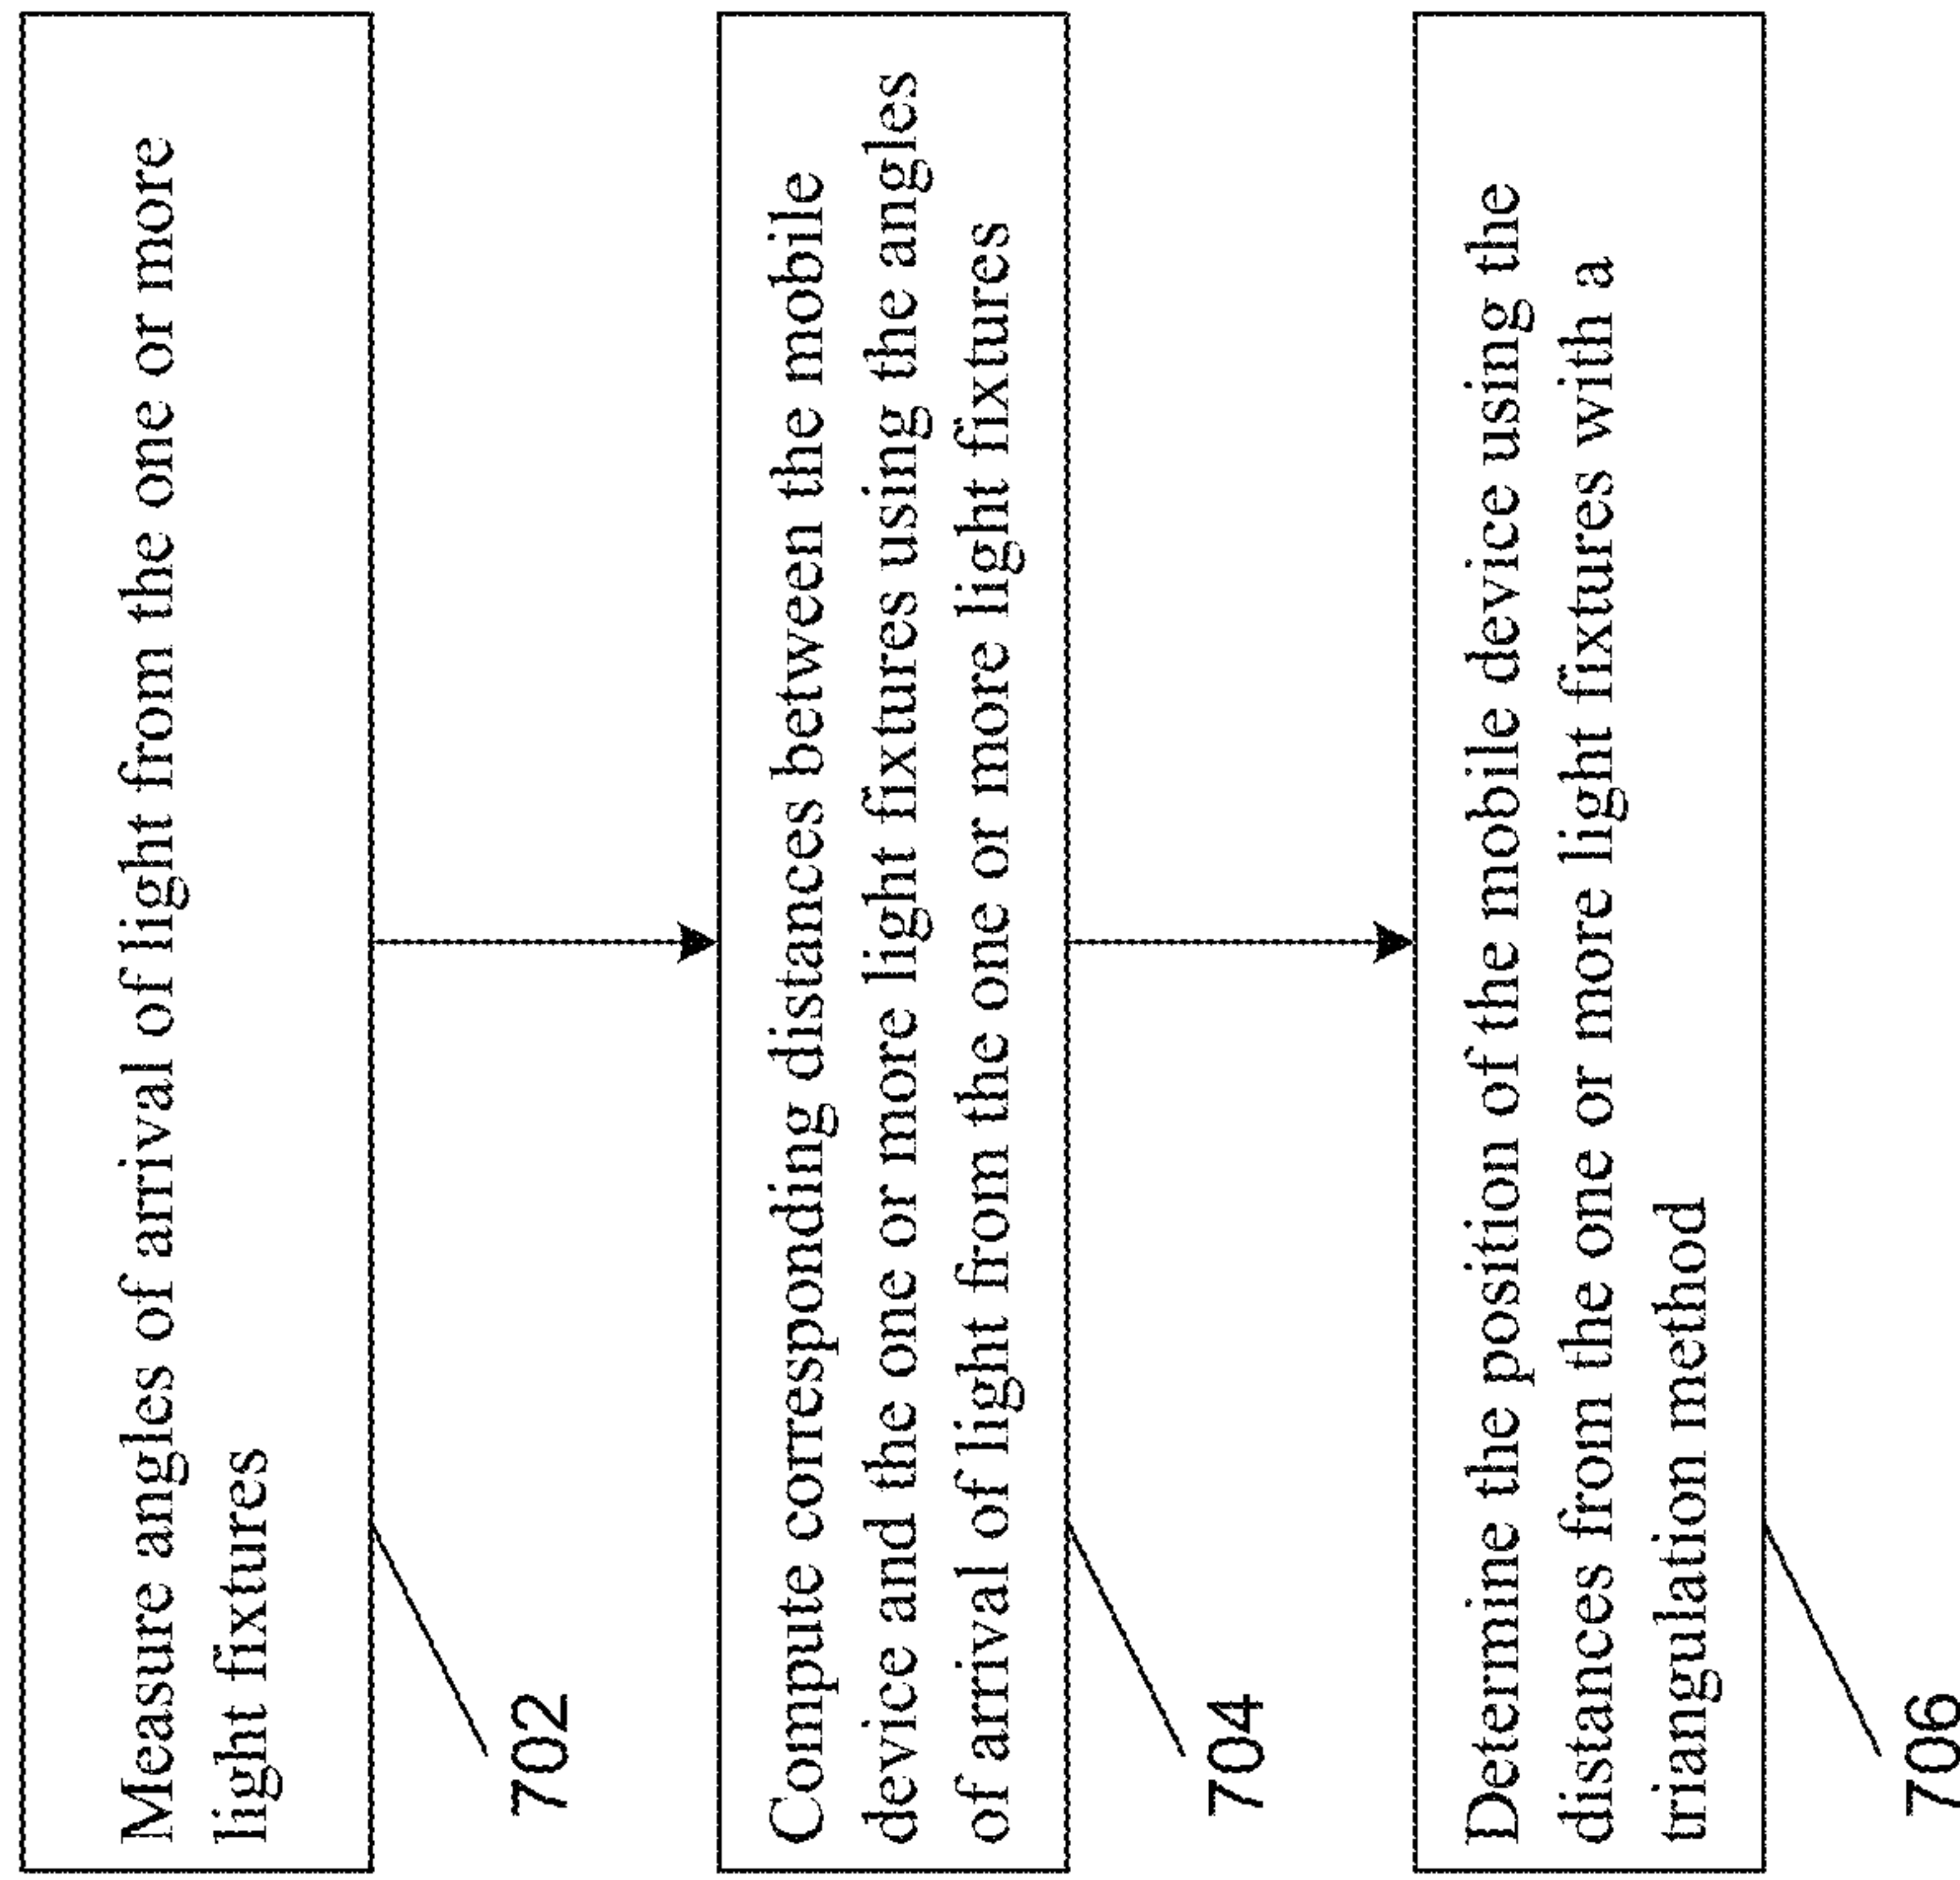 Measure angles of arrival of light from the one or more
light fixtures
702
Compute corresponding distances between the mobile
device and the one or more light fixtures using the angles
of arrival of light from the one or more light fixtures
704
Determine the position of the mobile device using the
distances from the one or more light fixtures with a
triangulation method
706